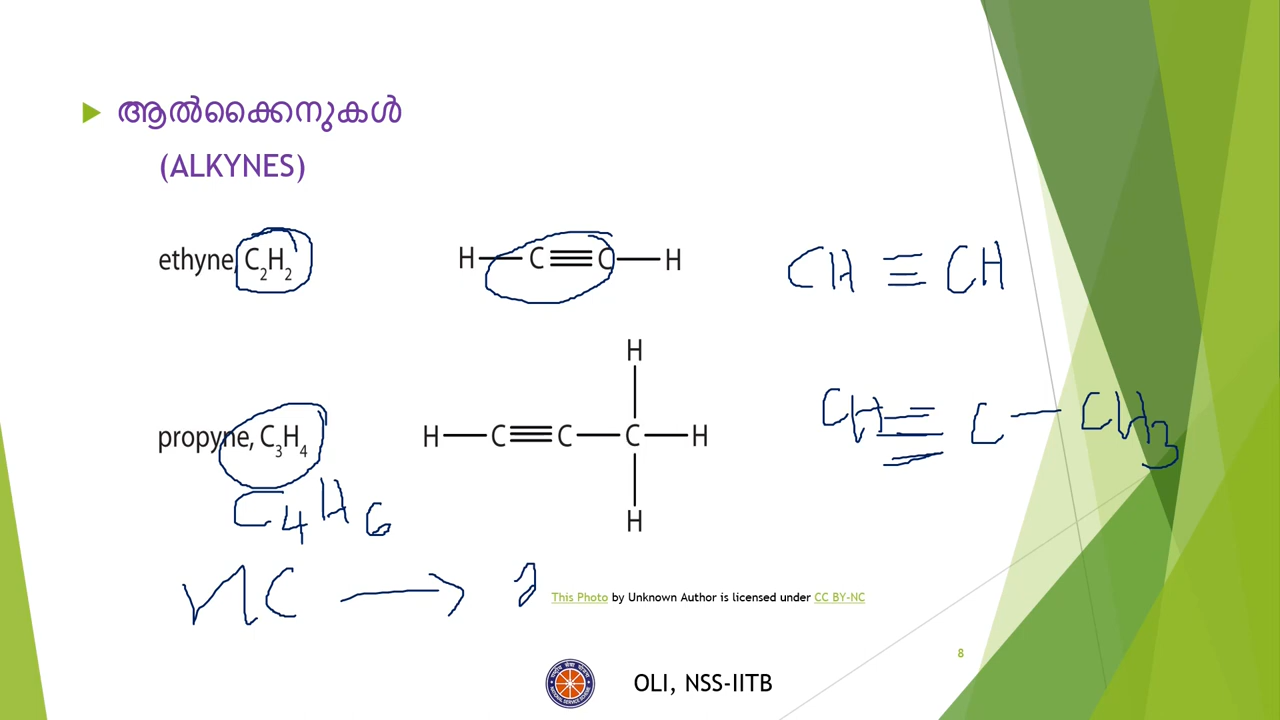 ആൽക്കൈനുകൾ
(ALKYNES)
ethyne, C₂H₂ H C C H CH ≡ CH
H
propyne, C₃H₄ H C C C H CH ≡ C - CH₃
H
C₄H₆
nC → 2
This Photo by Unknown Author is licensed under CC BY-NC
8
OLI, NSS-IITB